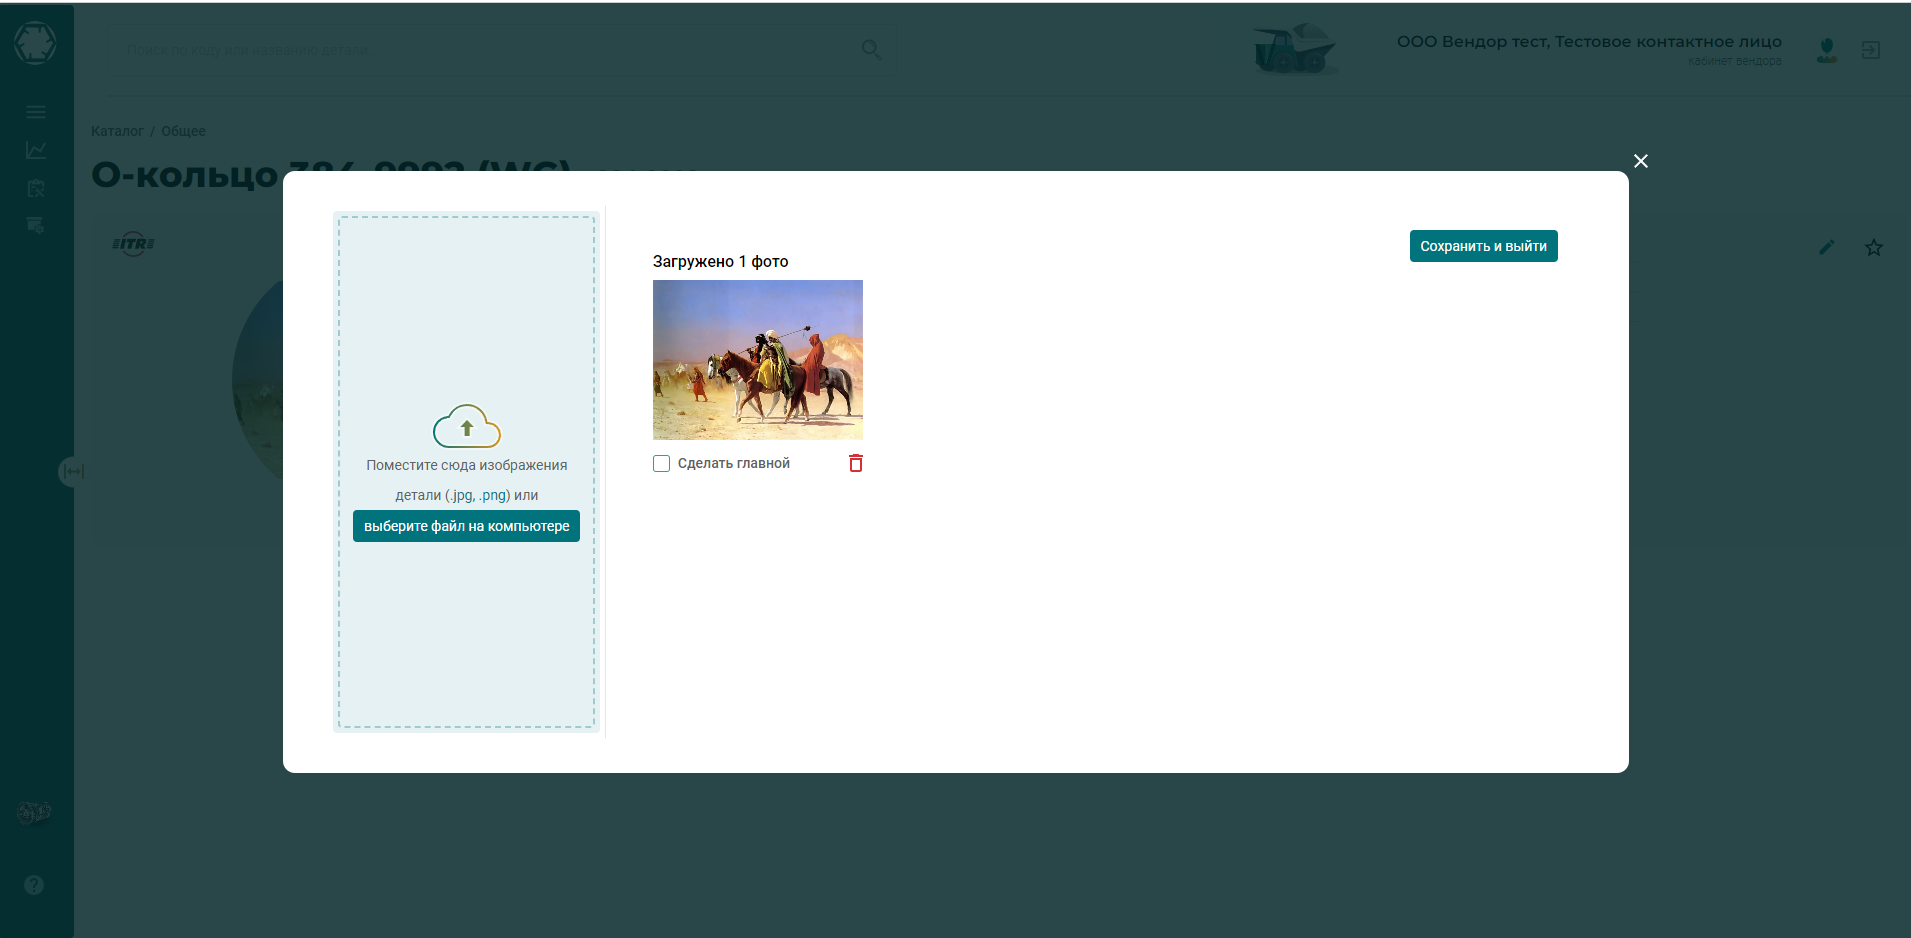 Поиск по коду или названию детали
ООО Вендор тест, Тестовое контактное лицо
кабинет вендора
Каталог / Общее
О-кольцо
ITR
Загружено 1 фото
Сохранить и выйти
Сделать главной
Поместите сюда изображения
детали (.jpg, .png) или
выберите файл на компьютере